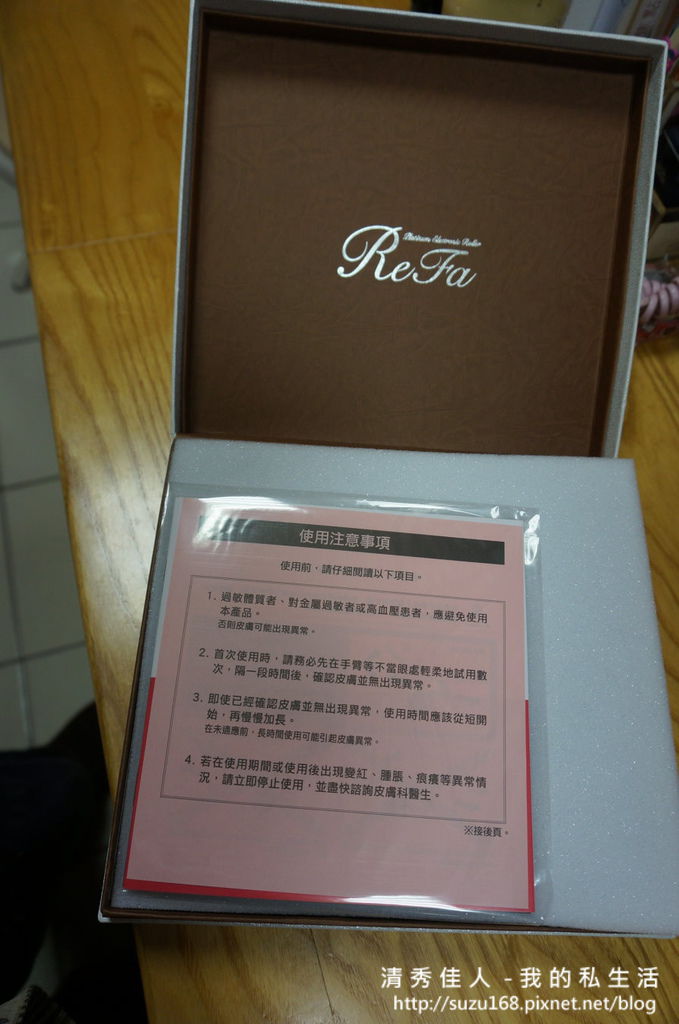 Platinum Electronic Roller
ReFa
使用注意事項
使用前，請仔細閱讀以下項目。
1. 過敏體質者、對金屬過敏者或高血壓患者，應避免使用
本產品。
否則皮膚可能出現異常。
2. 首次使用時，請務必先在手臂等不當眼處輕柔地試用數
次，隔一段時間後，確認皮膚並無出現異常。
3. 即使已經確認皮膚並無出現異常，使用時間應該從短開
始，再慢慢加長。
在未適應前，長時間使用可能引起皮膚異常。
4. 若在使用期間或使用後出現變紅、腫脹、痕癢等異常情
況，請立即停止使用，並盡快諮詢皮膚科醫生。
※接後頁。
清秀佳人-我的私生活
http://suzu168.pixnet.net/blog